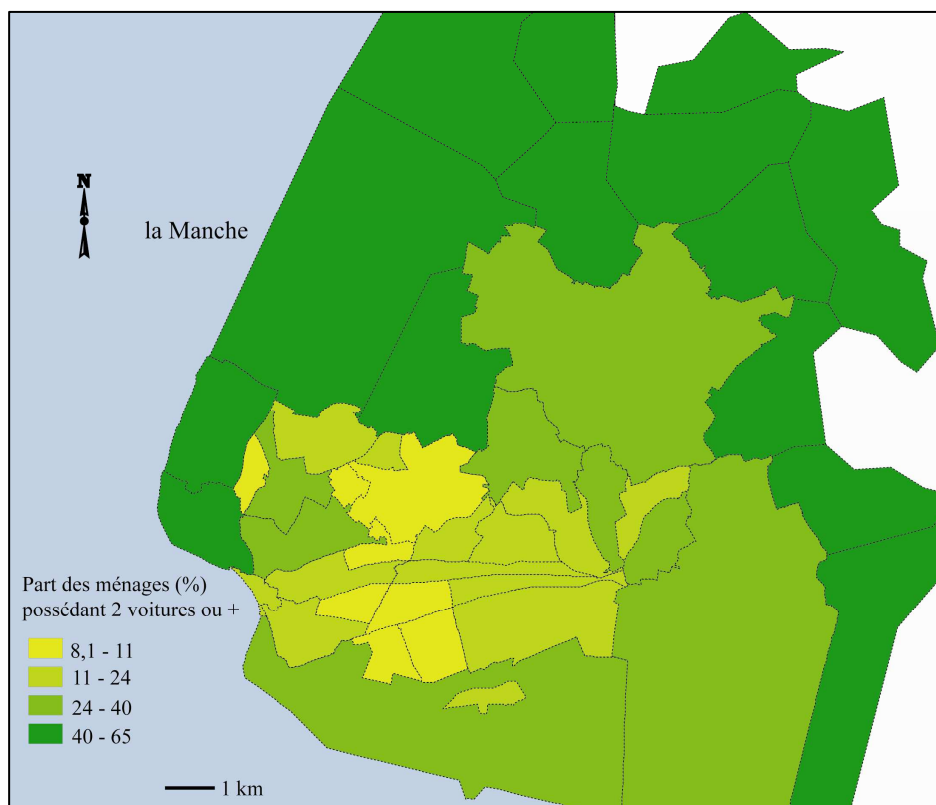 N
la Manche
Part des ménages (%)
possédant 2 voitures ou +
8,1 - 11
11 - 24
24 - 40
40 - 65
1 km